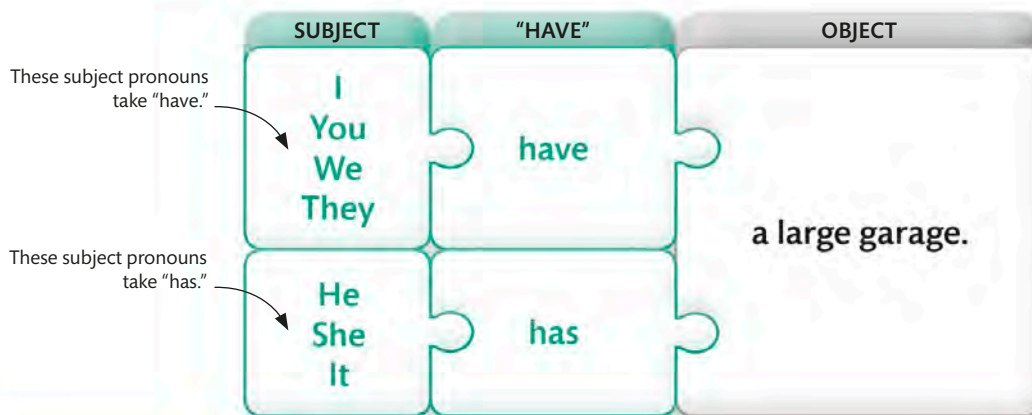 SUBJECT
"HAVE"
OBJECT
These subject pronouns
take "have."
I
You
We
They
have
a large garage.
These subject pronouns
take "has."
He
She
It
has